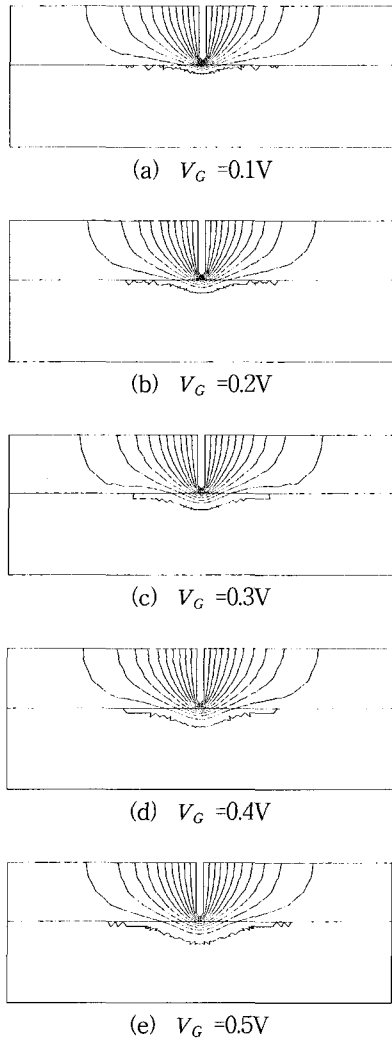 (a) V_G =0.1V
(b) V_G =0.2V
(c) V_G =0.3V
(d) V_G =0.4V
(e) V_G =0.5V